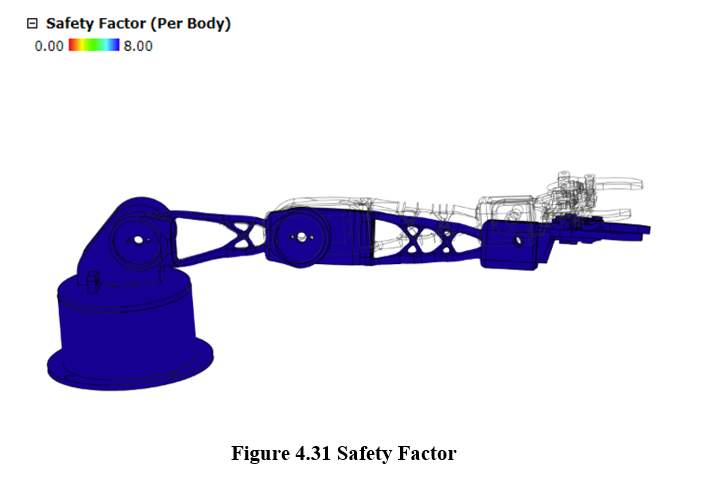 Safety Factor (Per Body)
0.00 8.00
Figure 4.31 Safety Factor